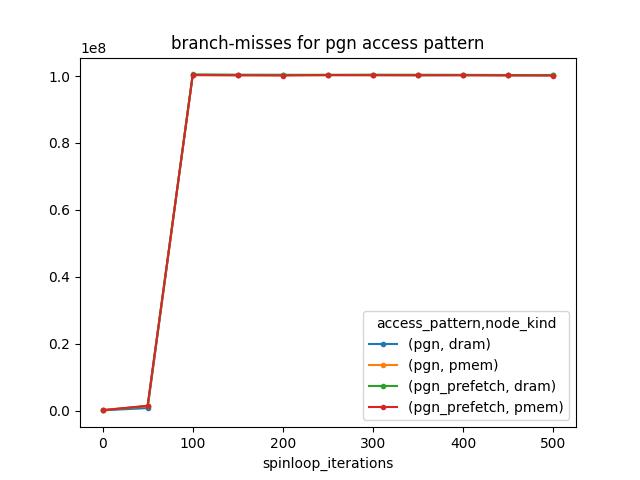 branch-misses for pgn access pattern
1e8
1.0
0.8
0.6
0.4
0.2
0.0
access_pattern,node_kind
(pgn, dram)
(pgn, pmem)
(pgn_prefetch, dram)
(pgn_prefetch, pmem)
0 100 200 300 400 500
spinloop_iterations